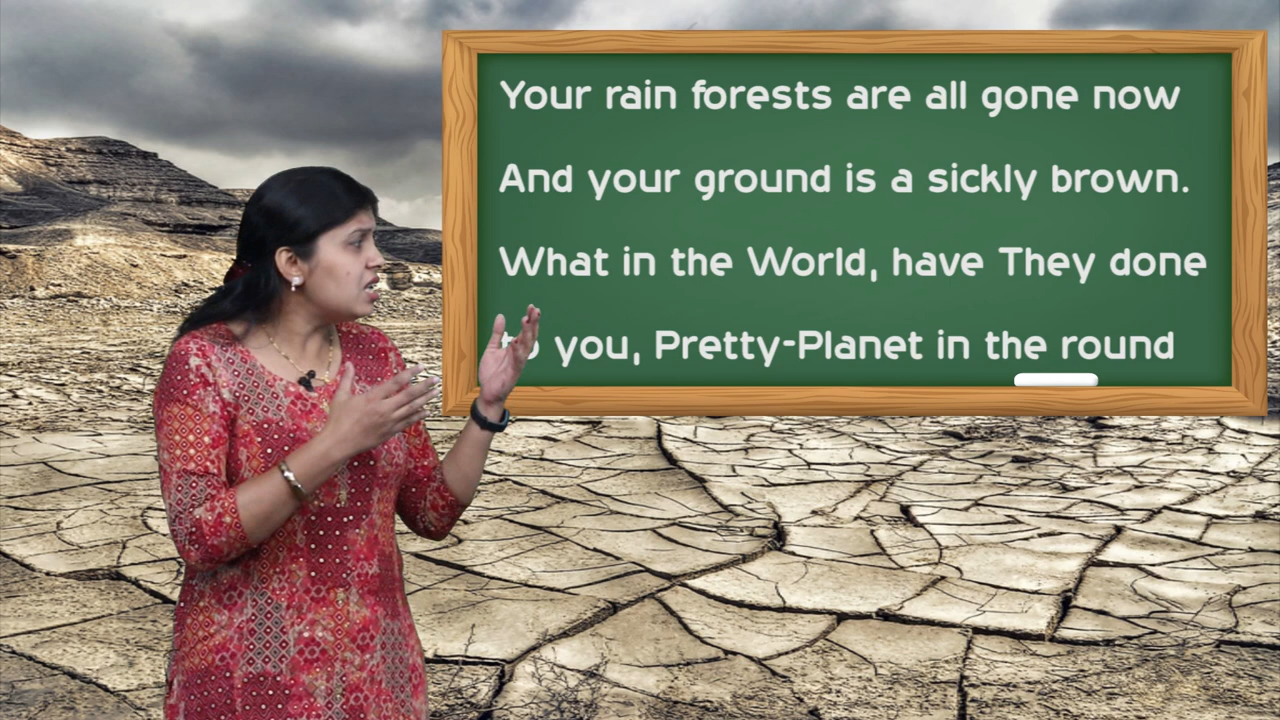 Your rain forests are all gone now
And your ground is a sickly brown.
What in the World, have They done
to you, Pretty-Planet in the round